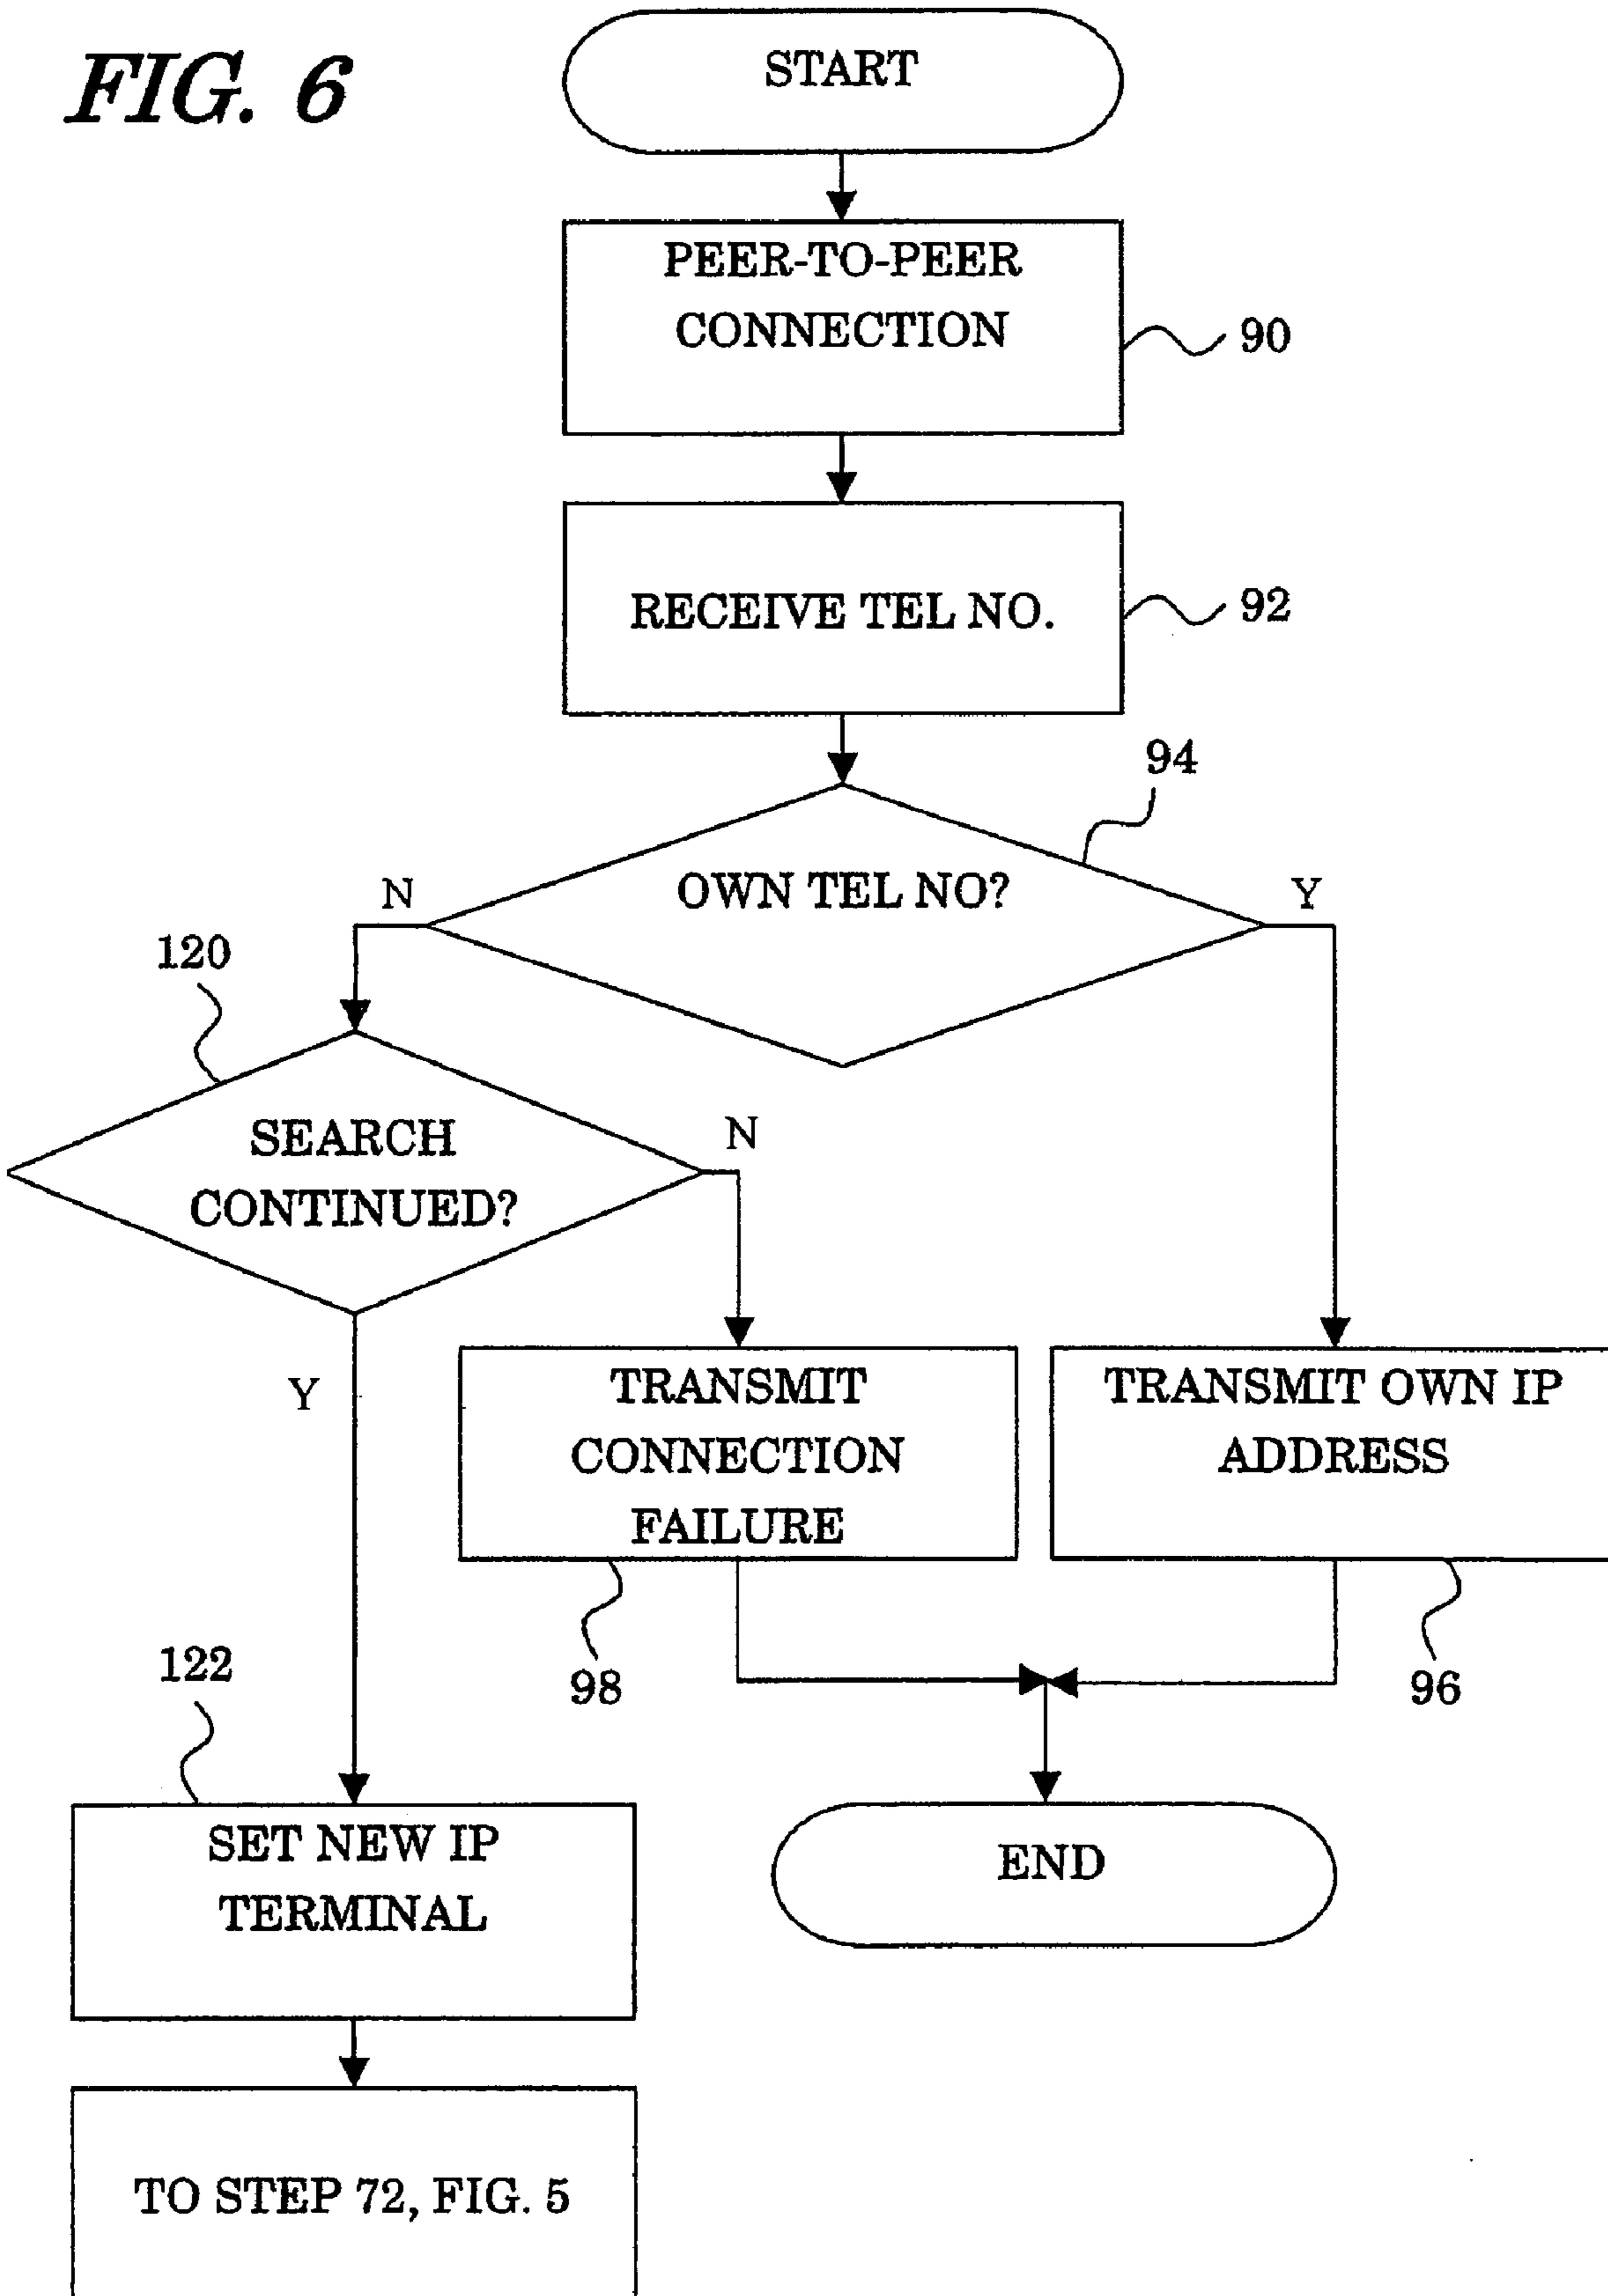 FIG. 6
START
PEER-TO-PEER
CONNECTION
90
RECEIVE TEL NO.
92
94
OWN TEL NO?
N
Y
120
SEARCH
CONTINUED?
N
Y
TRANSMIT
CONNECTION
FAILURE
TRANSMIT OWN IP
ADDRESS
98
96
122
SET NEW IP
TERMINAL
END
TO STEP 72, FIG. 5